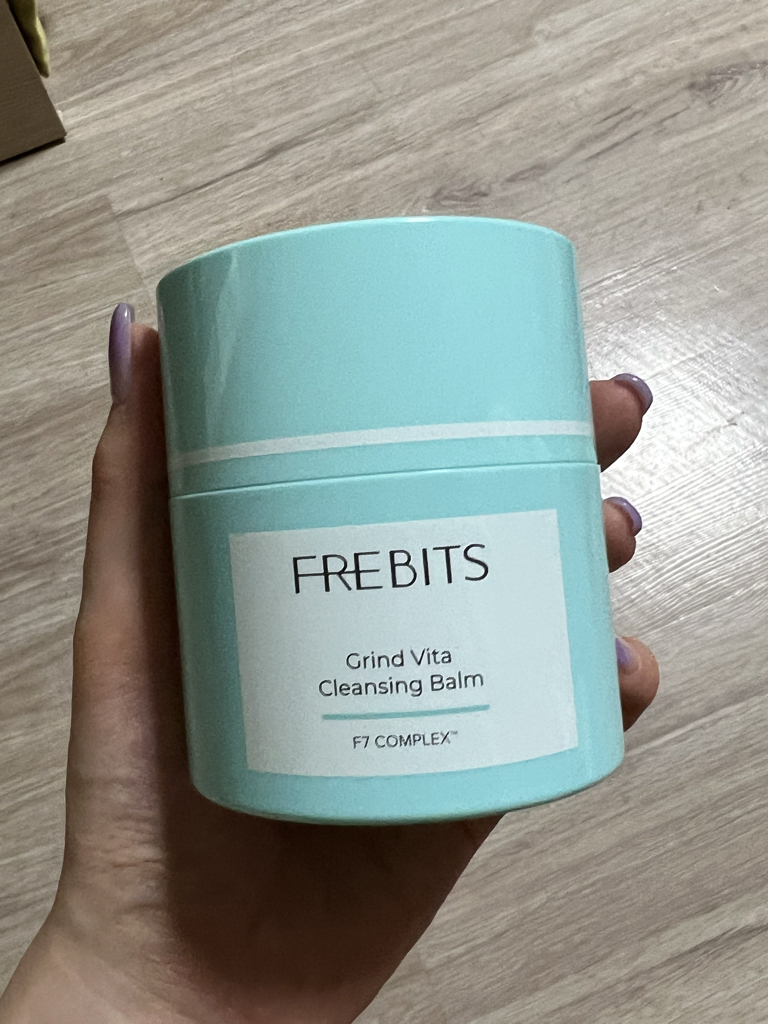 FREBITS
Grind Vita
Cleansing Balm
F7 COMPLEX™